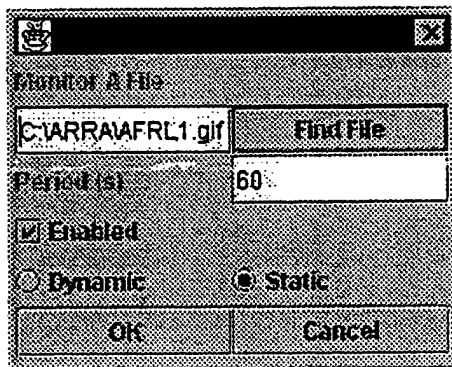 Monitor A File
C:\ARRA\AFRL1.gif Find File
Period (s) 60
Enabled
Dynamic Static
OK Cancel